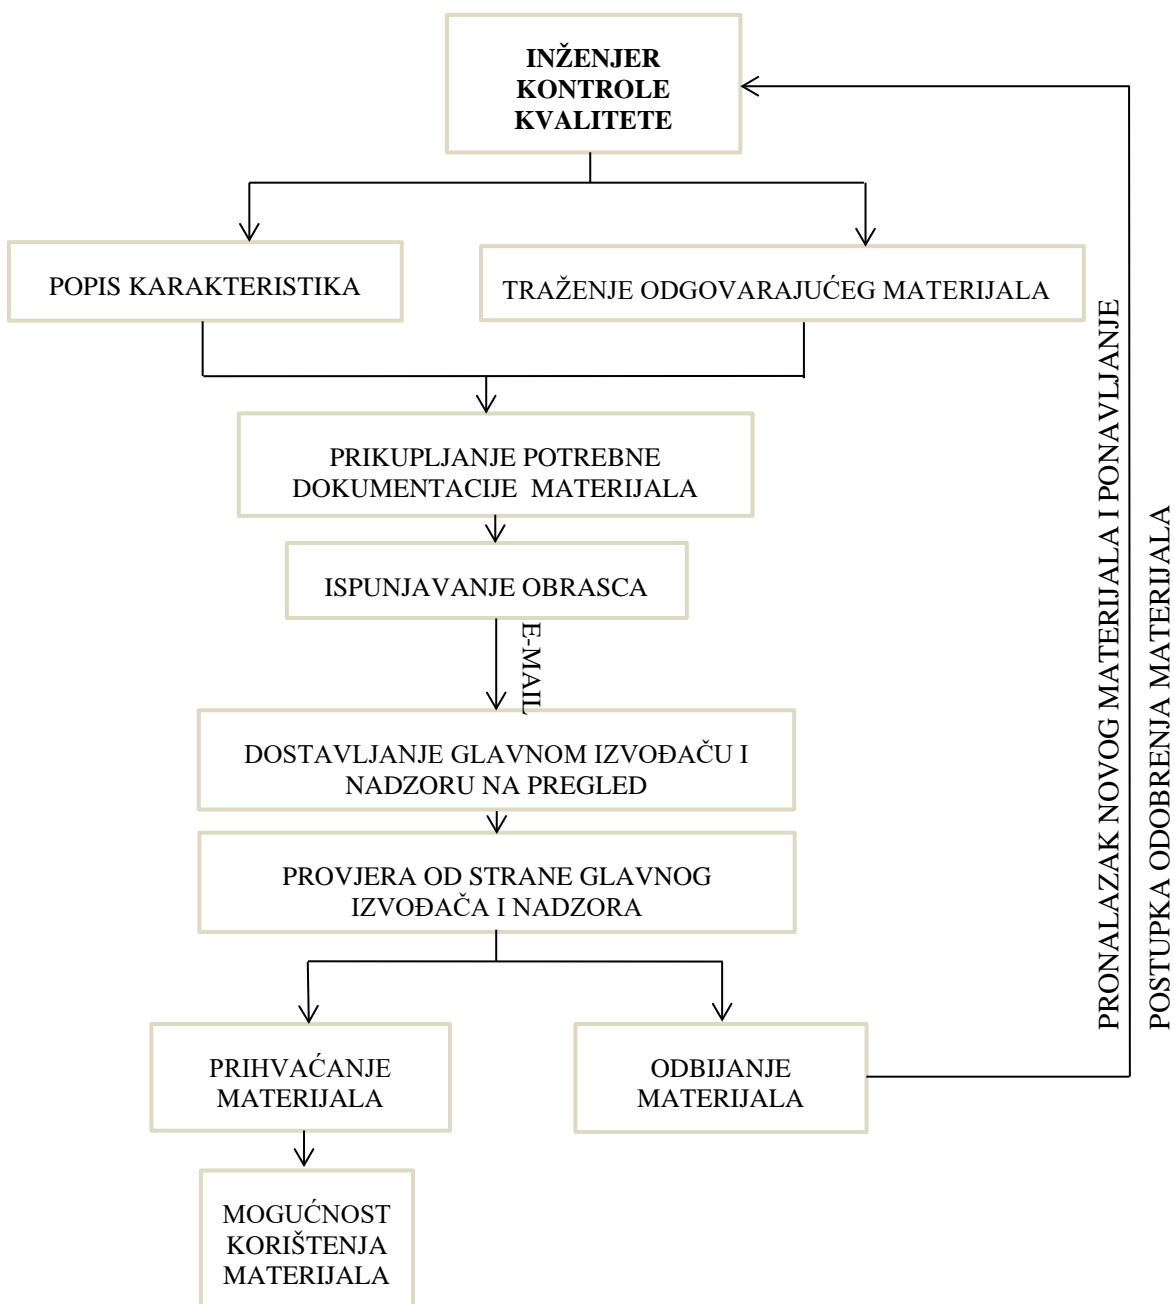 INŽENJER
KONTROLE
KVALITETE
POPIS KARAKTERISTIKA
TRAŽENJE ODGOVARAJUĆEG MATERIJALA
PRIKUPLJANJE POTREBNE
DOKUMENTACIJE MATERIJALA
ISPUNJAVANJE OBRASCA
E-MAIL
DOSTAVLJANJE GLAVNOM IZVOĐAČU I
NADZORU NA PREGLED
PROVJERA OD STRANE GLAVNOG
IZVOĐAČA I NADZORA
PRIHVAĆANJE
MATERIJALA
ODBIJANJE
MATERIJALA
MOGUĆNOST
KORIŠTENJA
MATERIJALA
PRONALAZAK NOVOG MATERIJALA I PONAVLJANJE
POSTUPKA ODOBRENJA MATERIJALA